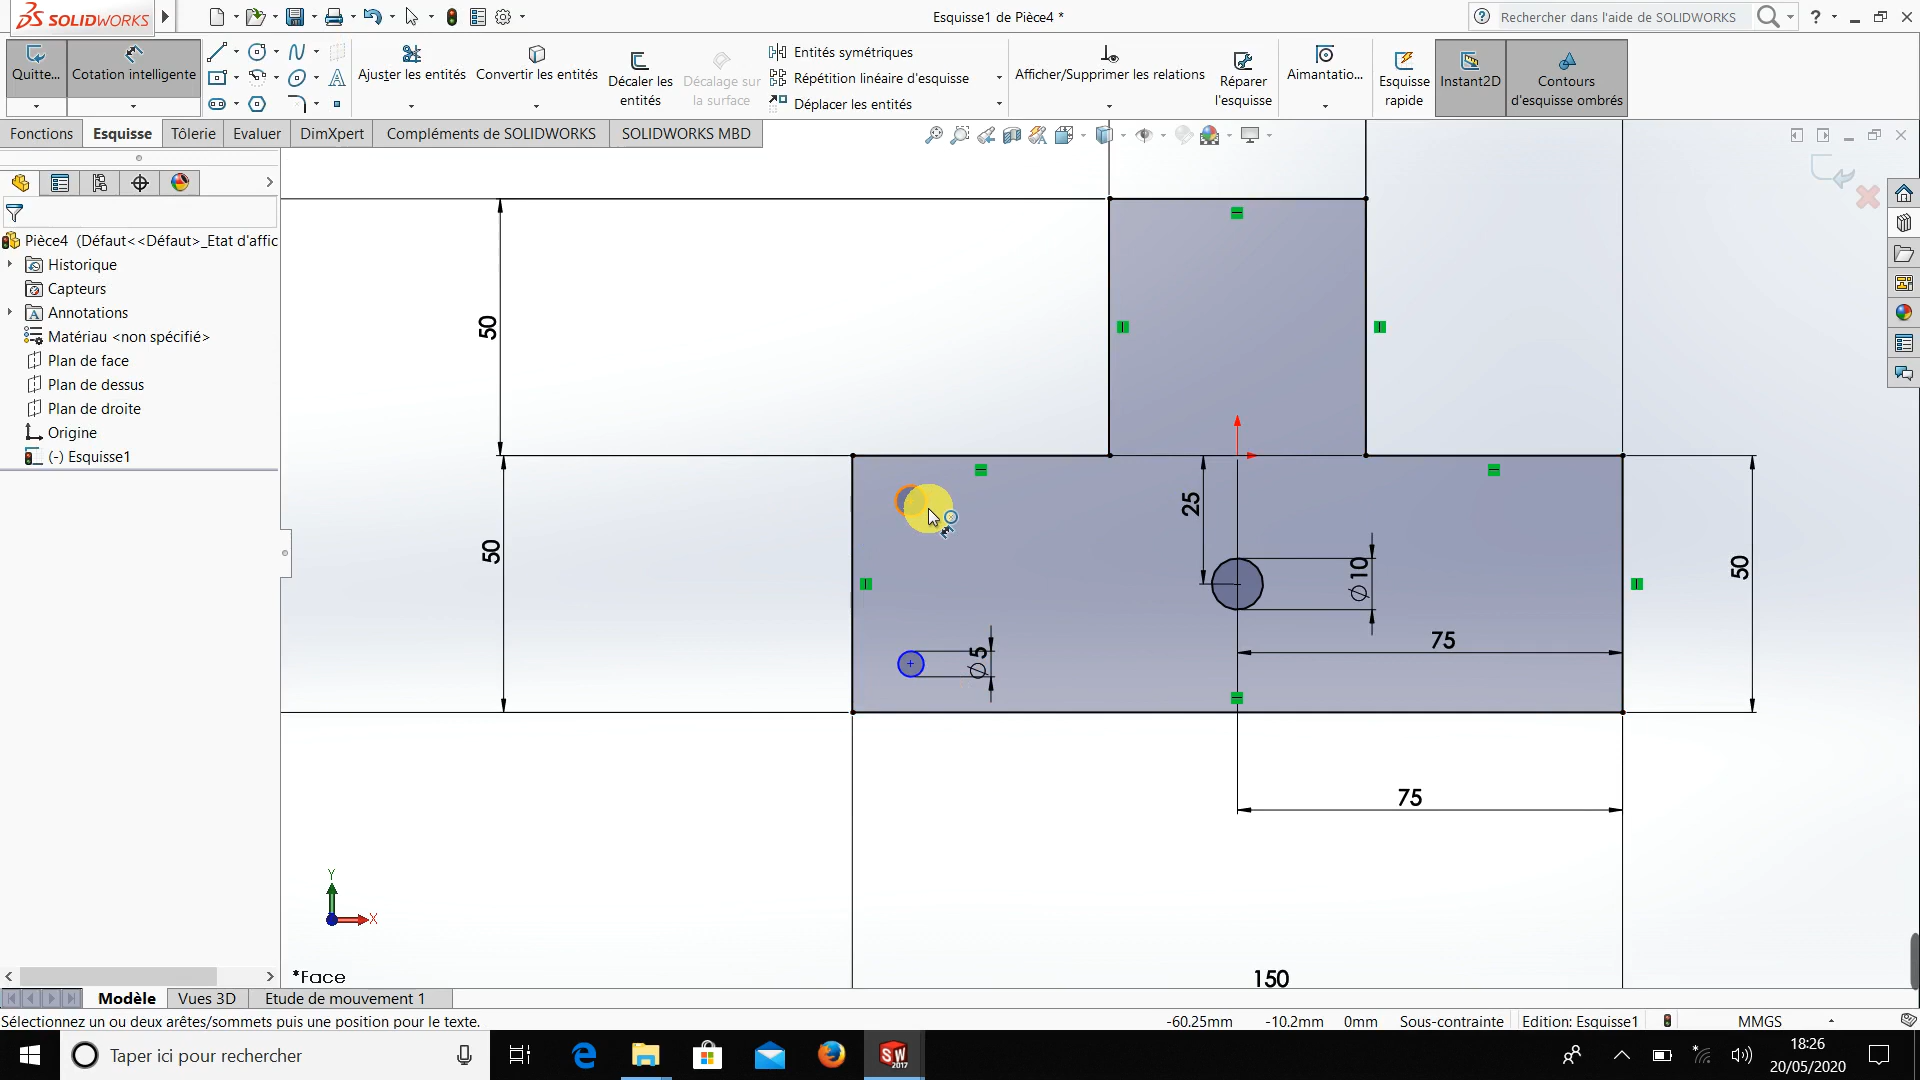 SOLIDWORKS
Esquisse1 de Pièce4 *
Rechercher dans l'aide de SOLIDWORKS
?
Quitte...
Cotation intelligente
Ajuster les entités
Convertir les entités
Décaler les entités
Décalage sur la surface
Entités symétriques
Répétition linéaire d'esquisse
Déplacer les entités
Afficher/Supprimer les relations
Réparer l'esquisse
Aimantatio...
Esquisse rapide
Instant2D
Contours d'esquisse ombrés
Fonctions
Esquisse
Tôlerie
Evaluer
DimXpert
Compléments de SOLIDWORKS
SOLIDWORKS MBD
Pièce4 (Défaut<<Défaut>_Etat d'affic
Historique
Capteurs
Annotations
Matériau <non spécifié>
Plan de face
Plan de dessus
Plan de droite
Origine
(-) Esquisse1
50
50
25
Ø10
Ø5
75
50
75
150
Y
X
*Face
Modèle
Vues 3D
Etude de mouvement 1
Sélectionnez un ou deux arêtes/sommets puis une position pour le texte.
-60.25mm
-10.2mm
0mm
Sous-contrainte
Edition: Esquisse1
MMGS
Taper ici pour rechercher
SW
2017
18:26
20/05/2020